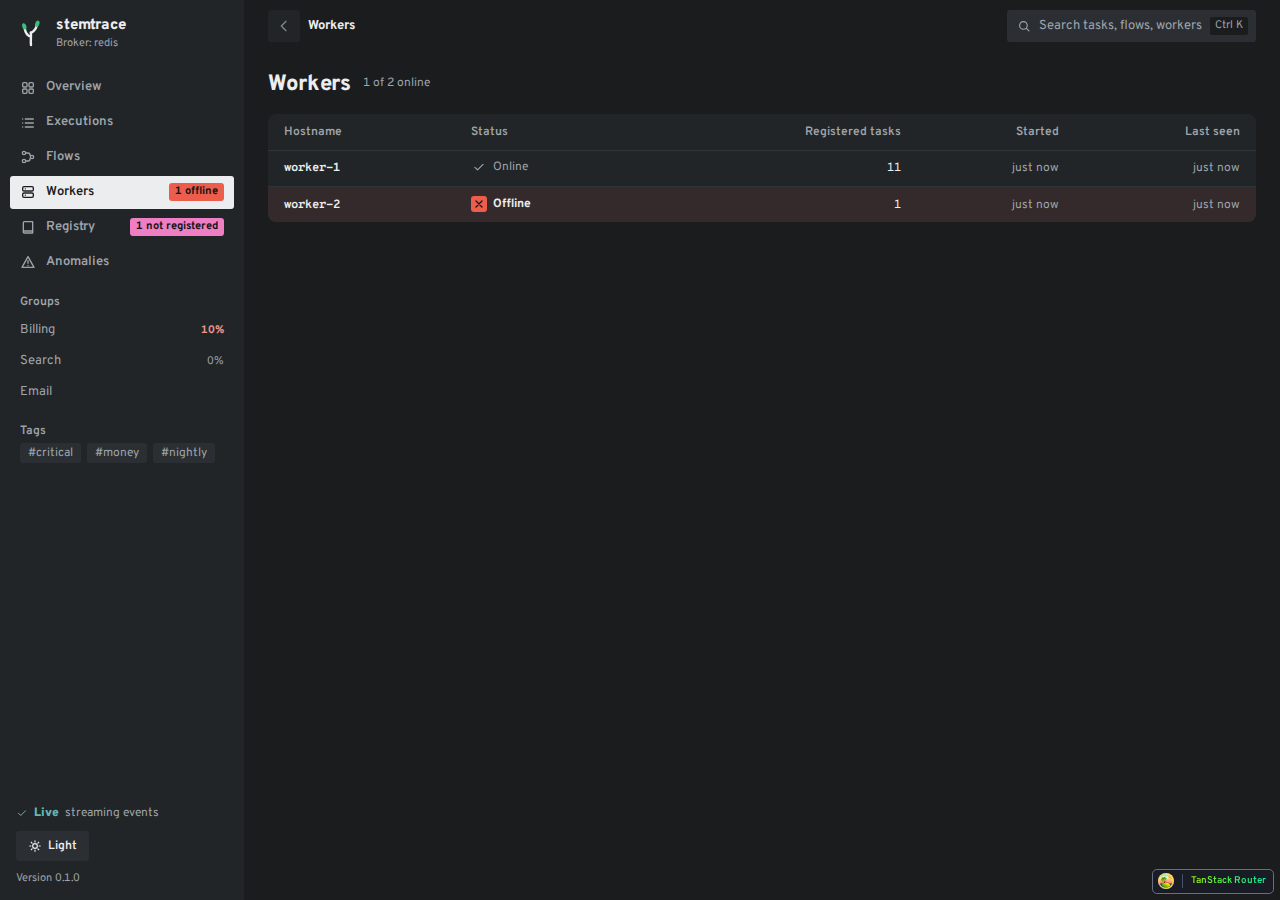 stemtrace
Broker: redis
Overview
Executions
Flows
Workers 1 offline
Registry 1 not registered
Anomalies
Groups
Billing 10%
Search 0%
Email
Tags
#critical #money #nightly
Live streaming events
Light
Version 0.1.0
Workers
Search tasks, flows, workers Ctrl K
Workers 1 of 2 online
Hostname Status Registered tasks Started Last seen
worker-1 Online 11 just now just now
worker-2 Offline 1 just now just now
TanStack Router